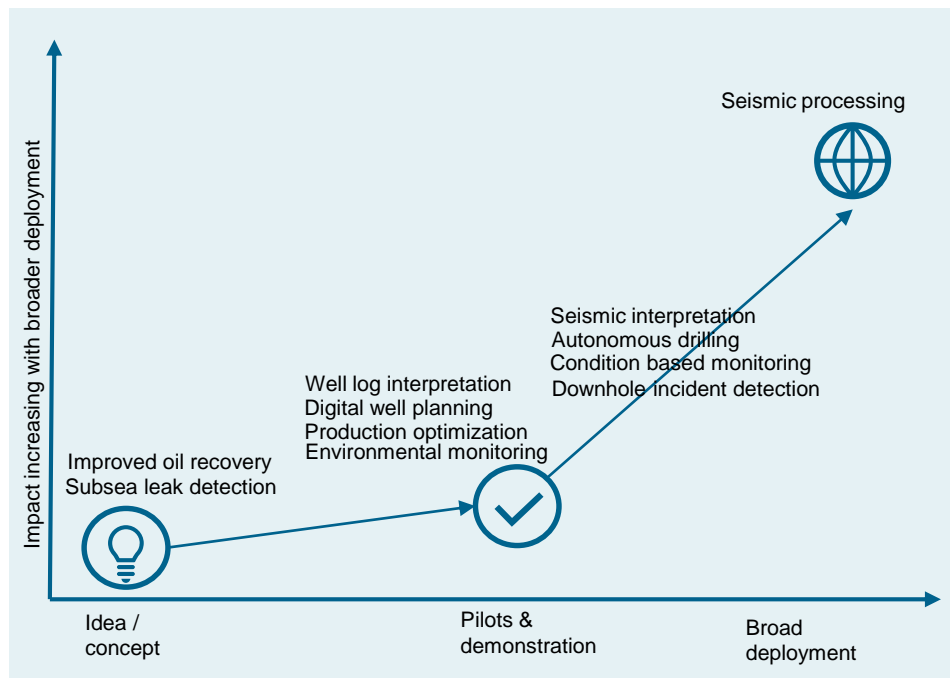 Seismic processing
Impact increasing with broader deployment
Seismic interpretation
Autonomous drilling
Condition based monitoring
Downhole incident detection
Well log interpretation
Digital well planning
Production optimization
Environmental monitoring
Improved oil recovery
Subsea leak detection
Idea /
concept
Pilots &
demonstration
Broad
deployment